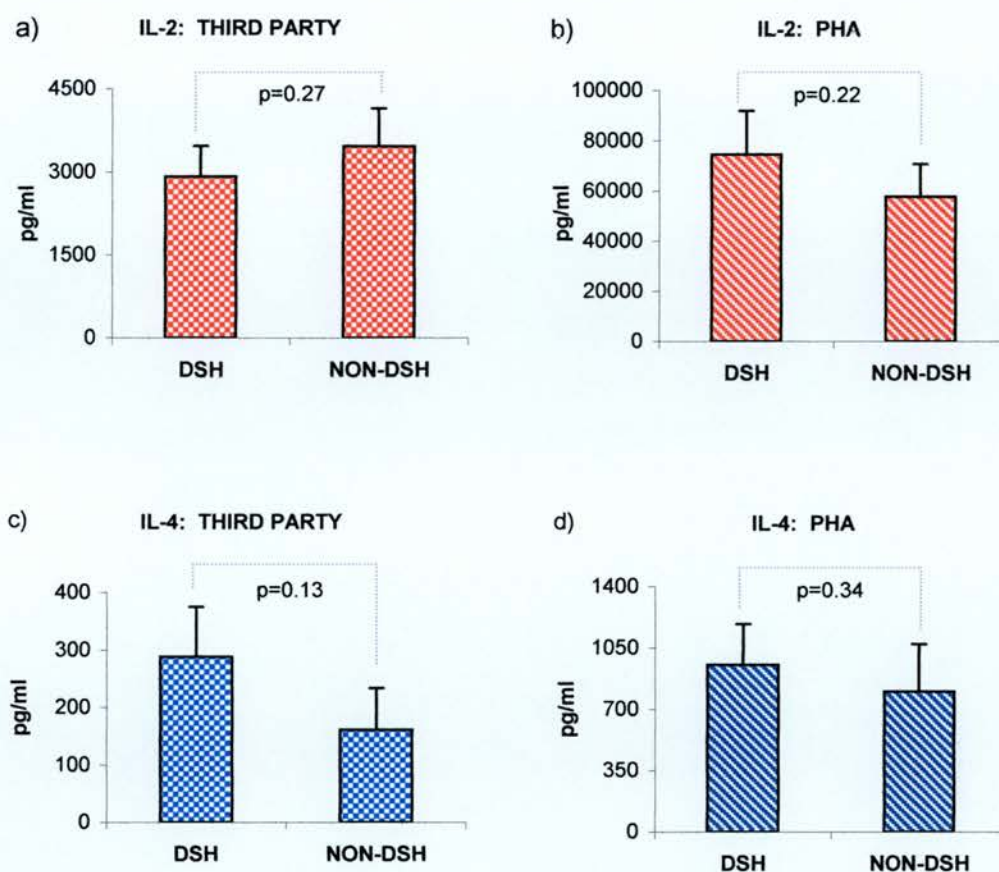 a) IL-2: THIRD PARTY
4500
3000
1500
0
pg/ml
p=0.27
DSH NON-DSH
b) IL-2: PHA
100000
80000
60000
40000
20000
0
pg/ml
p=0.22
DSH NON-DSH
c) IL-4: THIRD PARTY
400
300
200
100
0
pg/ml
p=0.13
DSH NON-DSH
d) IL-4: PHA
1400
1050
700
350
0
pg/ml
p=0.34
DSH NON-DSH